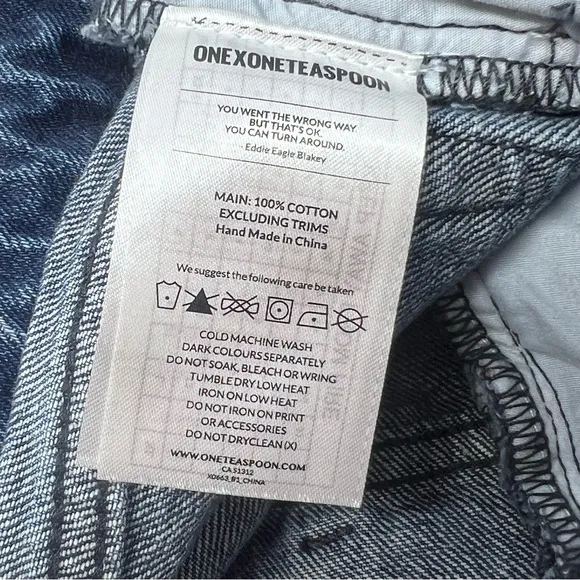 ONEXONETEASPOON
YOU WENT THE WRONG WAY
BUT THAT'S OK.
YOU CAN TURN AROUND.
- Eddie Eagle Blakey
MAIN: 100% COTTON
EXCLUDING TRIMS
Hand Made in China
We suggest the following care be taken
COLD MACHINE WASH
DARK COLOURS SEPARATELY
DO NOT SOAK, BLEACH OR WRING
TUMBLE DRY LOW HEAT
IRON ON LOW HEAT
DO NOT IRON ON PRINT
OR ACCESSORIES
DO NOT DRYCLEAN (X)
WWW.ONETEASPOON.COM
CA 51312
X0863_B1_CHINA